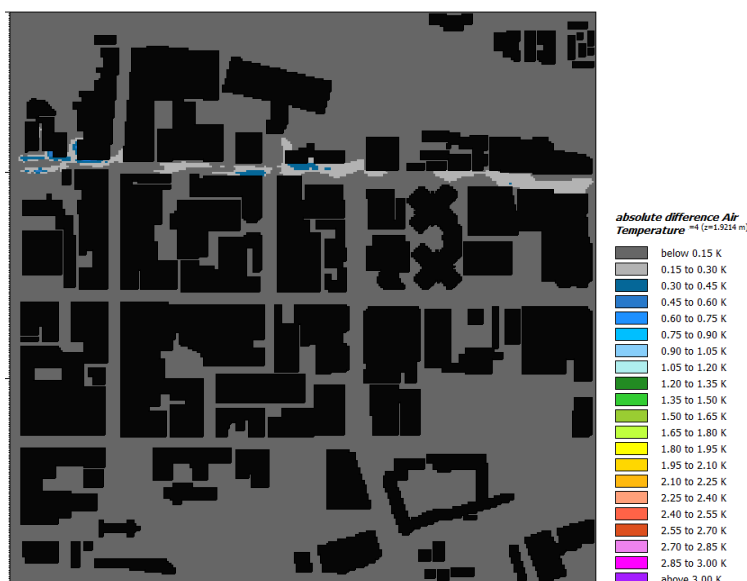 absolute difference Air
Temperature =4 (z=1.9214 m)
below 0.15 K
0.15 to 0.30 K
0.30 to 0.45 K
0.45 to 0.60 K
0.60 to 0.75 K
0.75 to 0.90 K
0.90 to 1.05 K
1.05 to 1.20 K
1.20 to 1.35 K
1.35 to 1.50 K
1.50 to 1.65 K
1.65 to 1.80 K
1.80 to 1.95 K
1.95 to 2.10 K
2.10 to 2.25 K
2.25 to 2.40 K
2.40 to 2.55 K
2.55 to 2.70 K
2.70 to 2.85 K
2.85 to 3.00 K
above 3.00 K